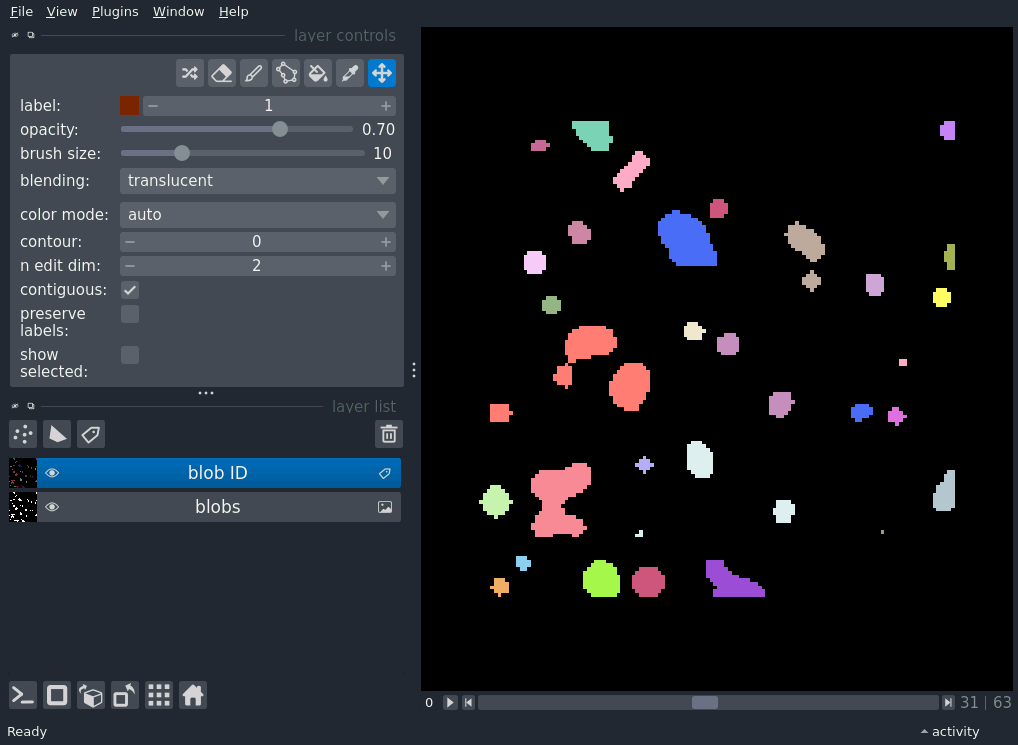 File View Plugins Window Help
layer controls
label: 1
opacity: 0.70
brush size: 10
blending: translucent
color mode: auto
contour: 0
n edit dim: 2
contiguous:
preserve
labels:
show
selected:
layer list
blob ID
blobs
0 31 | 63
Ready activity